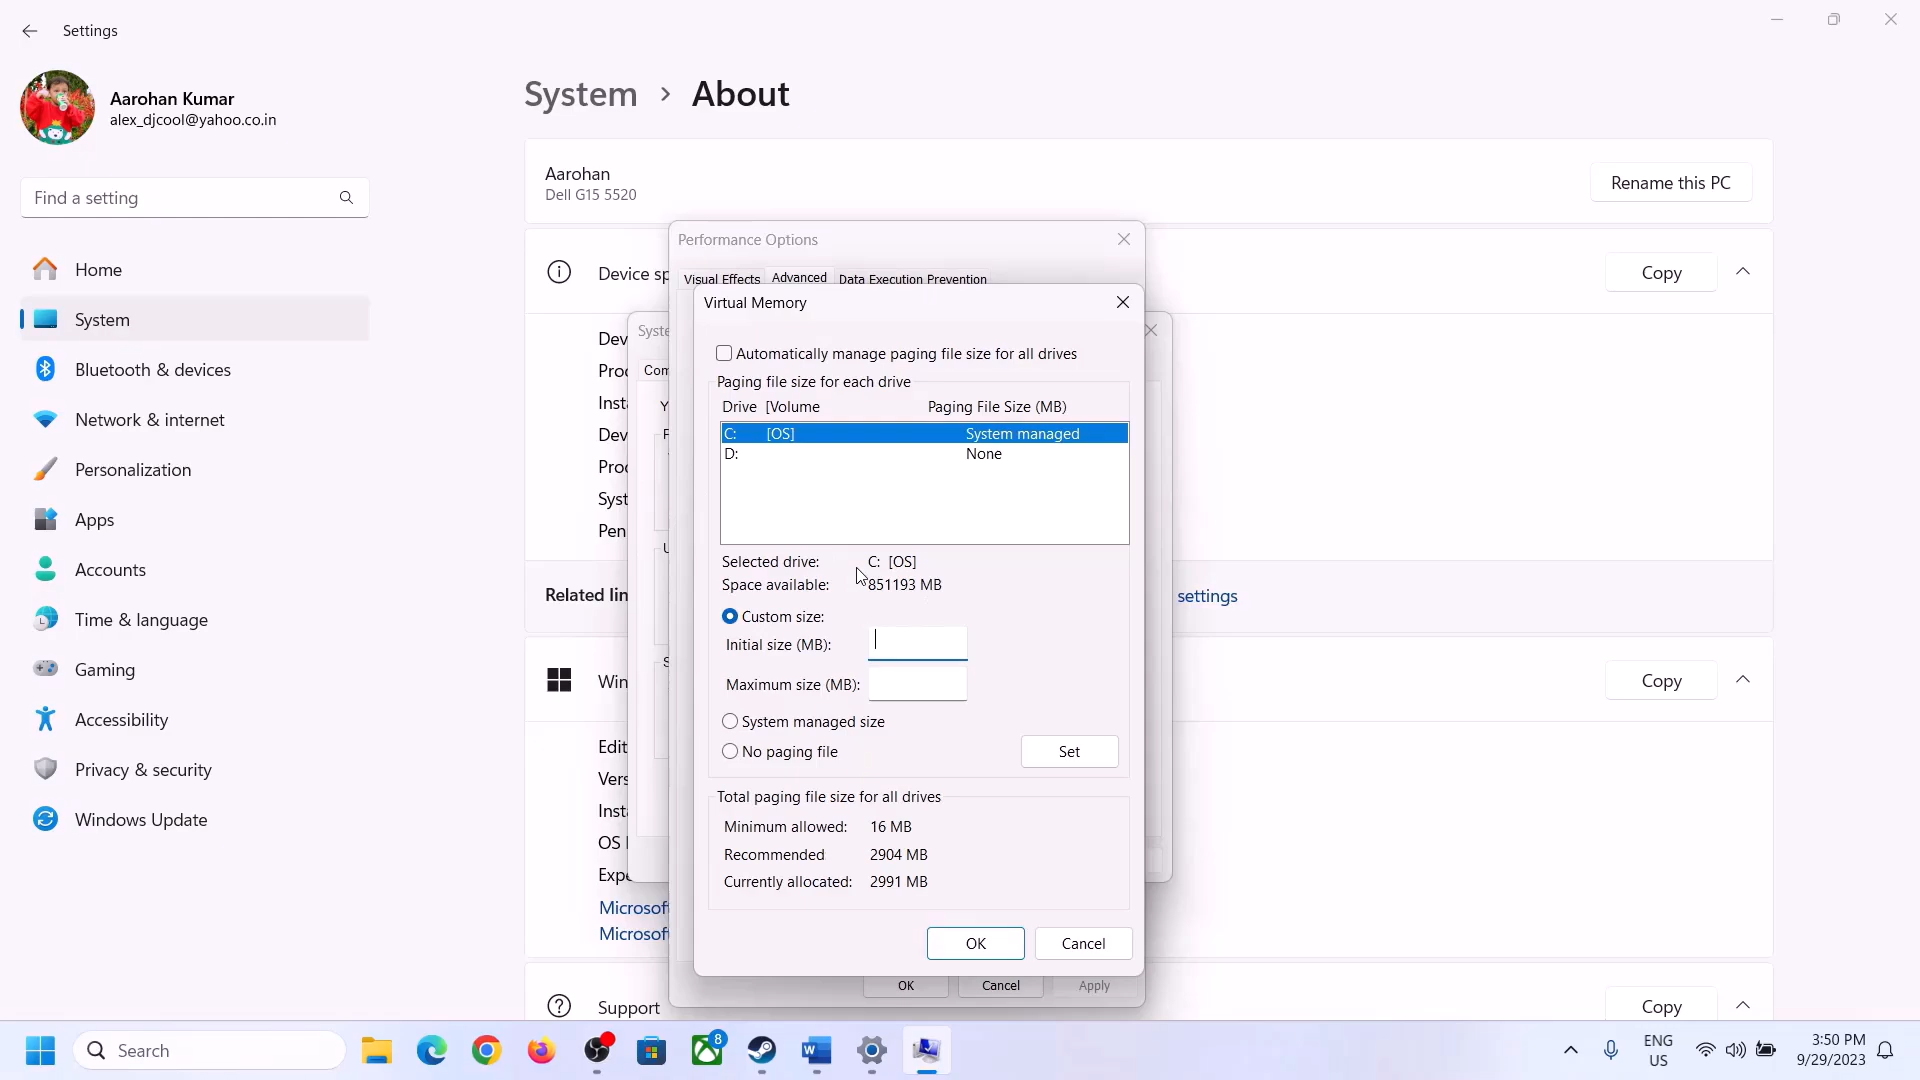 Settings
Aarohan Kumar
alex_djcool@yahoo.co.in
Find a setting
Home
System
Bluetooth & devices
Network & internet
Personalization
Apps
Accounts
Time & language
Gaming
Accessibility
Privacy & security
Windows Update
System > About
Aarohan
Dell G15 5520
Rename this PC
Device sp
Copy
Related lin
settings
Win
Copy
Edit
Vers
Inst
OS
Expe
Microsof
Microsof
Support
Copy
Performance Options
Visual Effects Advanced Data Execution Prevention
Syste
Com
Virtual Memory
Automatically manage paging file size for all drives
Paging file size for each drive
Drive [Volume Paging File Size (MB)
C: [OS] System managed
D: None
Selected drive: C: [OS]
Space available: 851193 MB
Custom size:
Initial size (MB):
Maximum size (MB):
System managed size
No paging file
Set
Total paging file size for all drives
Minimum allowed: 16 MB
Recommended 2904 MB
Currently allocated: 2991 MB
OK Cancel
OK Cancel Apply
Search
8
ENG
US
3:50 PM
9/29/2023